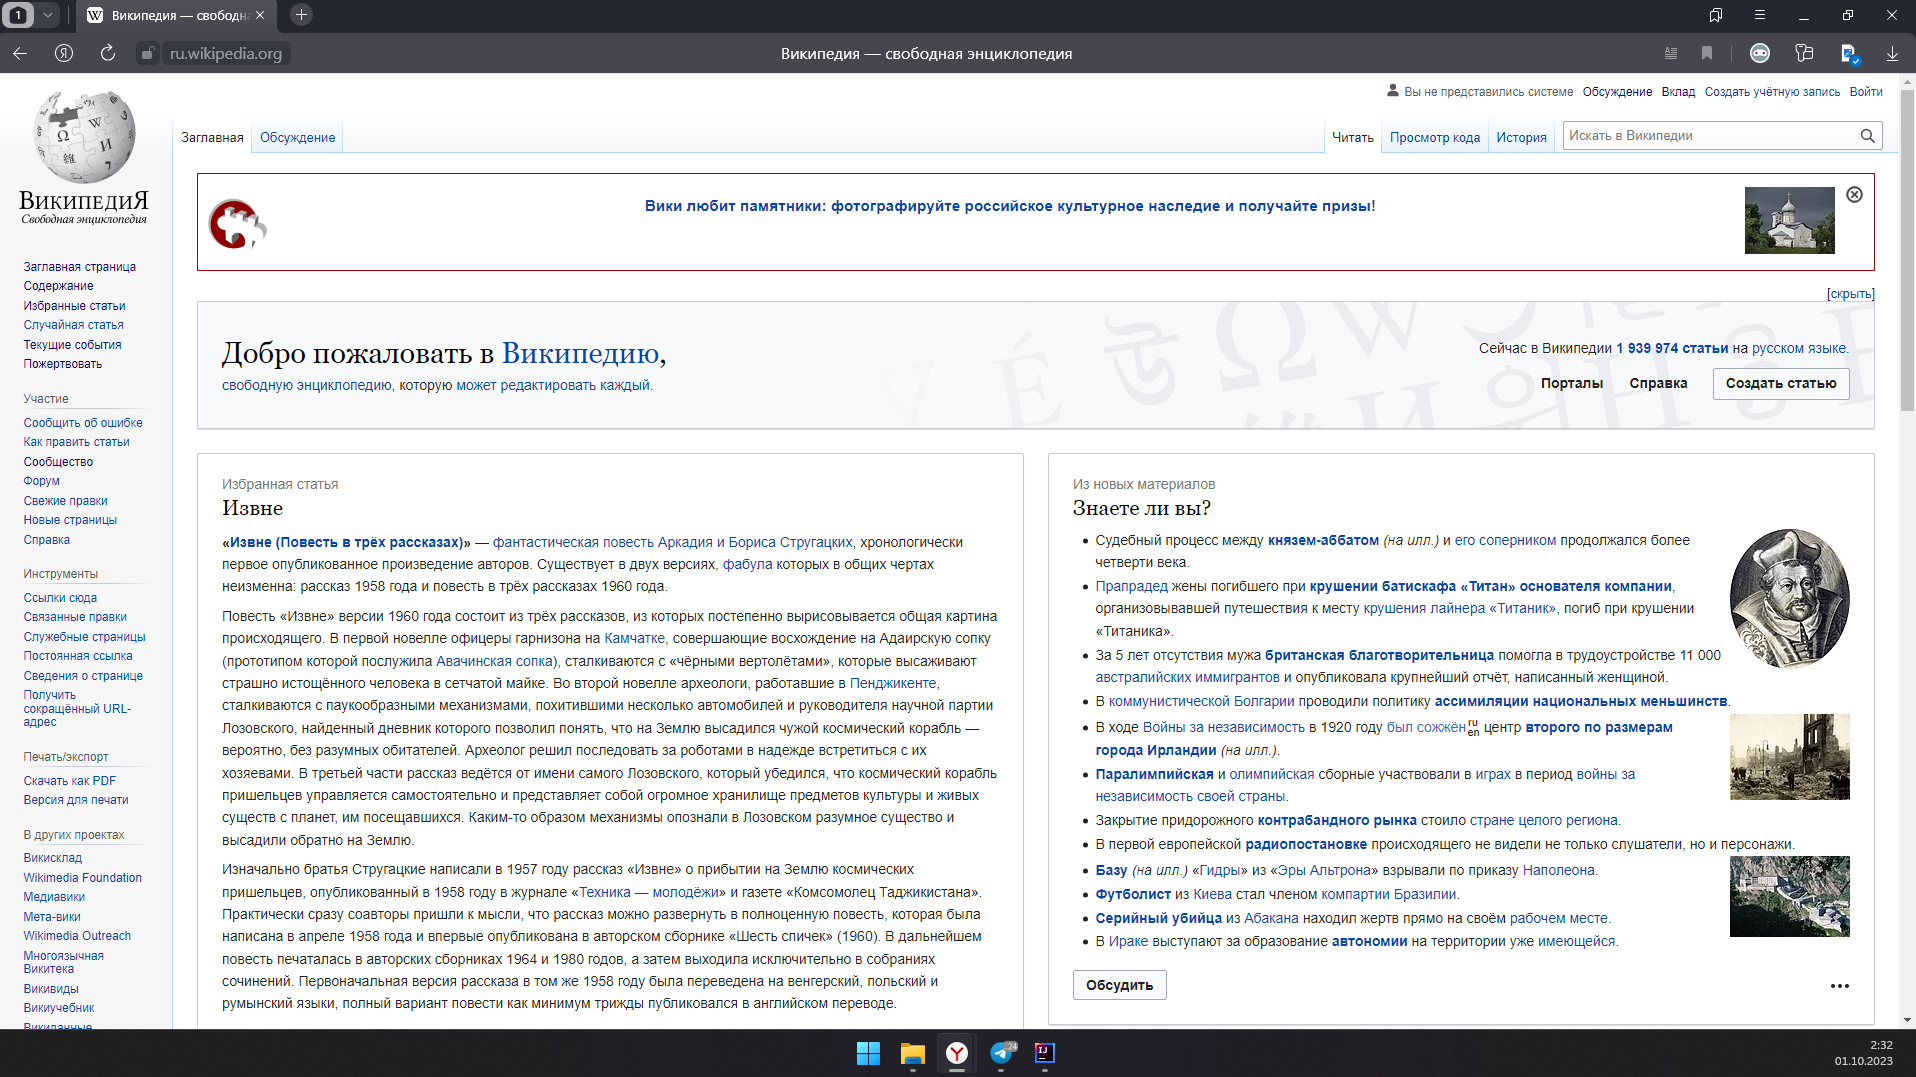 1
Википедия — свободн
ru.wikipedia.org
Википедия — свободная энциклопедия
Вы не представились системе Обсуждение Вклад Создать учётную запись Войти
ВикипедиЯ
Свободная энциклопедия
Заглавная Обсуждение
Читать Просмотр кода История Искать в Википедии
Вики любит памятники: фотографируйте российское культурное наследие и получайте призы!
[скрыть]
Заглавная страница
Содержание
Избранные статьи
Случайная статья
Текущие события
Пожертвовать
Участие
Сообщить об ошибке
Как править статьи
Сообщество
Форум
Свежие правки
Новые страницы
Справка
Инструменты
Ссылки сюда
Связанные правки
Служебные страницы
Постоянная ссылка
Сведения о странице
Получить
сокращённый URL-
адрес
Печать/экспорт
Скачать как PDF
Версия для печати
В других проектах
Викисклад
Wikimedia Foundation
Медиавики
Мета-вики
Wikimedia Outreach
Многоязычная
Викитека
Викивиды
Викиучебник
Викиданные
Добро пожаловать в Википедию,
свободную энциклопедию, которую может редактировать каждый.
Сейчас в Википедии 1 939 974 статьи на русском языке.
Порталы Справка Создать статью
Избранная статья
Извне
«Извне (Повесть в трёх рассказах)» — фантастическая повесть Аркадия и Бориса Стругацких, хронологически
первое опубликованное произведение авторов. Существует в двух версиях, фабула которых в общих чертах
неизменна: рассказ 1958 года и повесть в трёх рассказах 1960 года.
Повесть «Извне» версии 1960 года состоит из трёх рассказов, из которых постепенно вырисовывается общая картина
происходящего. В первой новелле офицеры гарнизона на Камчатке, совершающие восхождение на Адаирскую сопку
(прототипом которой послужила Авачинская сопка), сталкиваются с «чёрными вертолётами», которые высаживают
страшно истощённого человека в сетчатой майке. Во второй новелле археологи, работавшие в Пенджикенте,
сталкиваются с паукообразными механизмами, похитившими несколько автомобилей и руководителя научной партии
Лозовского, найденный дневник которого позволил понять, что на Землю высадился чужой космический корабль —
вероятно, без разумных обитателей. Археолог решил последовать за роботами в надежде встретиться с их
хозяевами. В третьей части рассказ ведётся от имени самого Лозовского, который убедился, что космический корабль
пришельцев управляется самостоятельно и представляет собой огромное хранилище предметов культуры и живых
существ с планет, им посещавшихся. Каким-то образом механизмы опознали в Лозовском разумное существо и
высадили обратно на Землю.
Изначально братья Стругацкие написали в 1957 году рассказ «Извне» о прибытии на Землю космических
пришельцев, опубликованный в 1958 году в журнале «Техника — молодёжи» и газете «Комсомолец Таджикистана».
Практически сразу соавторы пришли к мысли, что рассказ можно развернуть в полноценную повесть, которая была
написана в апреле 1958 года и впервые опубликована в авторском сборнике «Шесть спичек» (1960). В дальнейшем
повесть печаталась в авторских сборниках 1964 и 1980 годов, а затем выходила исключительно в собраниях
сочинений. Первоначальная версия рассказа в том же 1958 году была переведена на венгерский, польский и
румынский языки, полный вариант повести как минимум трижды публиковался в английском переводе.
Из новых материалов
Знаете ли вы?
Судебный процесс между князем-аббатом (на илл.) и его соперником продолжался более
четверти века.
Прапрадед жены погибшего при крушении батискафа «Титан» основателя компании,
организовывавшей путешествия к месту крушения лайнера «Титаник», погиб при крушении
«Титаника».
За 5 лет отсутствия мужа британская благотворительница помогла в трудоустройстве 11 000
австралийских иммигрантов и опубликовала крупнейший отчёт, написанный женщиной.
В коммунистической Болгарии проводили политику ассимиляции национальных меньшинств.
В ходе Войны за независимость в 1920 году был сожжён ru en центр второго по размерам
города Ирландии (на илл.).
Паралимпийская и олимпийская сборные участвовали в играх в период войны за
независимость своей страны.
Закрытие придорожного контрабандного рынка стоило стране целого региона.
В первой европейской радиопостановке происходящего не видели не только слушатели, но и персонажи.
Базу (на илл.) «Гидры» из «Эры Альтрона» взрывали по приказу Наполеона.
Футболист из Киева стал членом компартии Бразилии.
Серийный убийца из Абакана находил жертв прямо на своём рабочем месте.
В Ираке выступают за образование автономии на территории уже имеющейся.
Обсудить
24
IJ
2:32
01.10.2023